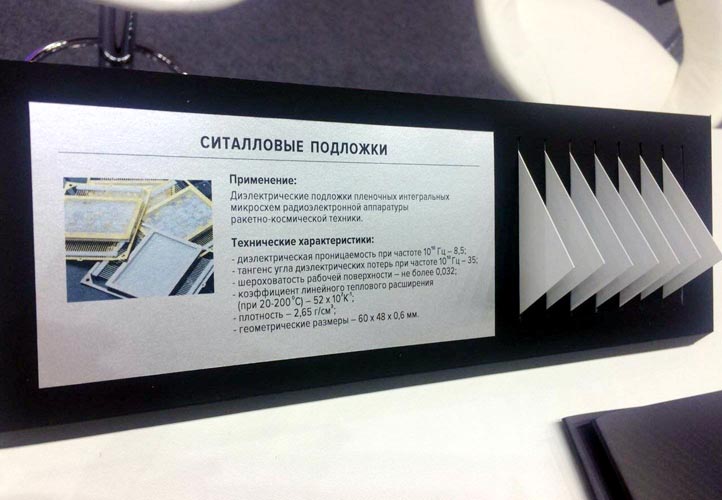 СИТАЛЛОВЫЕ ПОДЛОЖКИ
Применение:
Диэлектрические подложки пленочных интегральных
микросхем радиоэлектронной аппаратуры
ракетно-космической техники.
Технические характеристики:
- диэлектрическая проницаемость при частоте 10¹⁰ Гц – 8,5;
- тангенс угла диэлектрических потерь при частоте 10¹⁰ Гц – 35;
- шероховатость рабочей поверхности – не более 0,032;
- коэффициент линейного теплового расширения
(при 20-200 °С) – 52 х 10⁷К⁻¹;
- плотность – 2,65 г/см³;
- геометрические размеры – 60 х 48 х 0,6 мм.